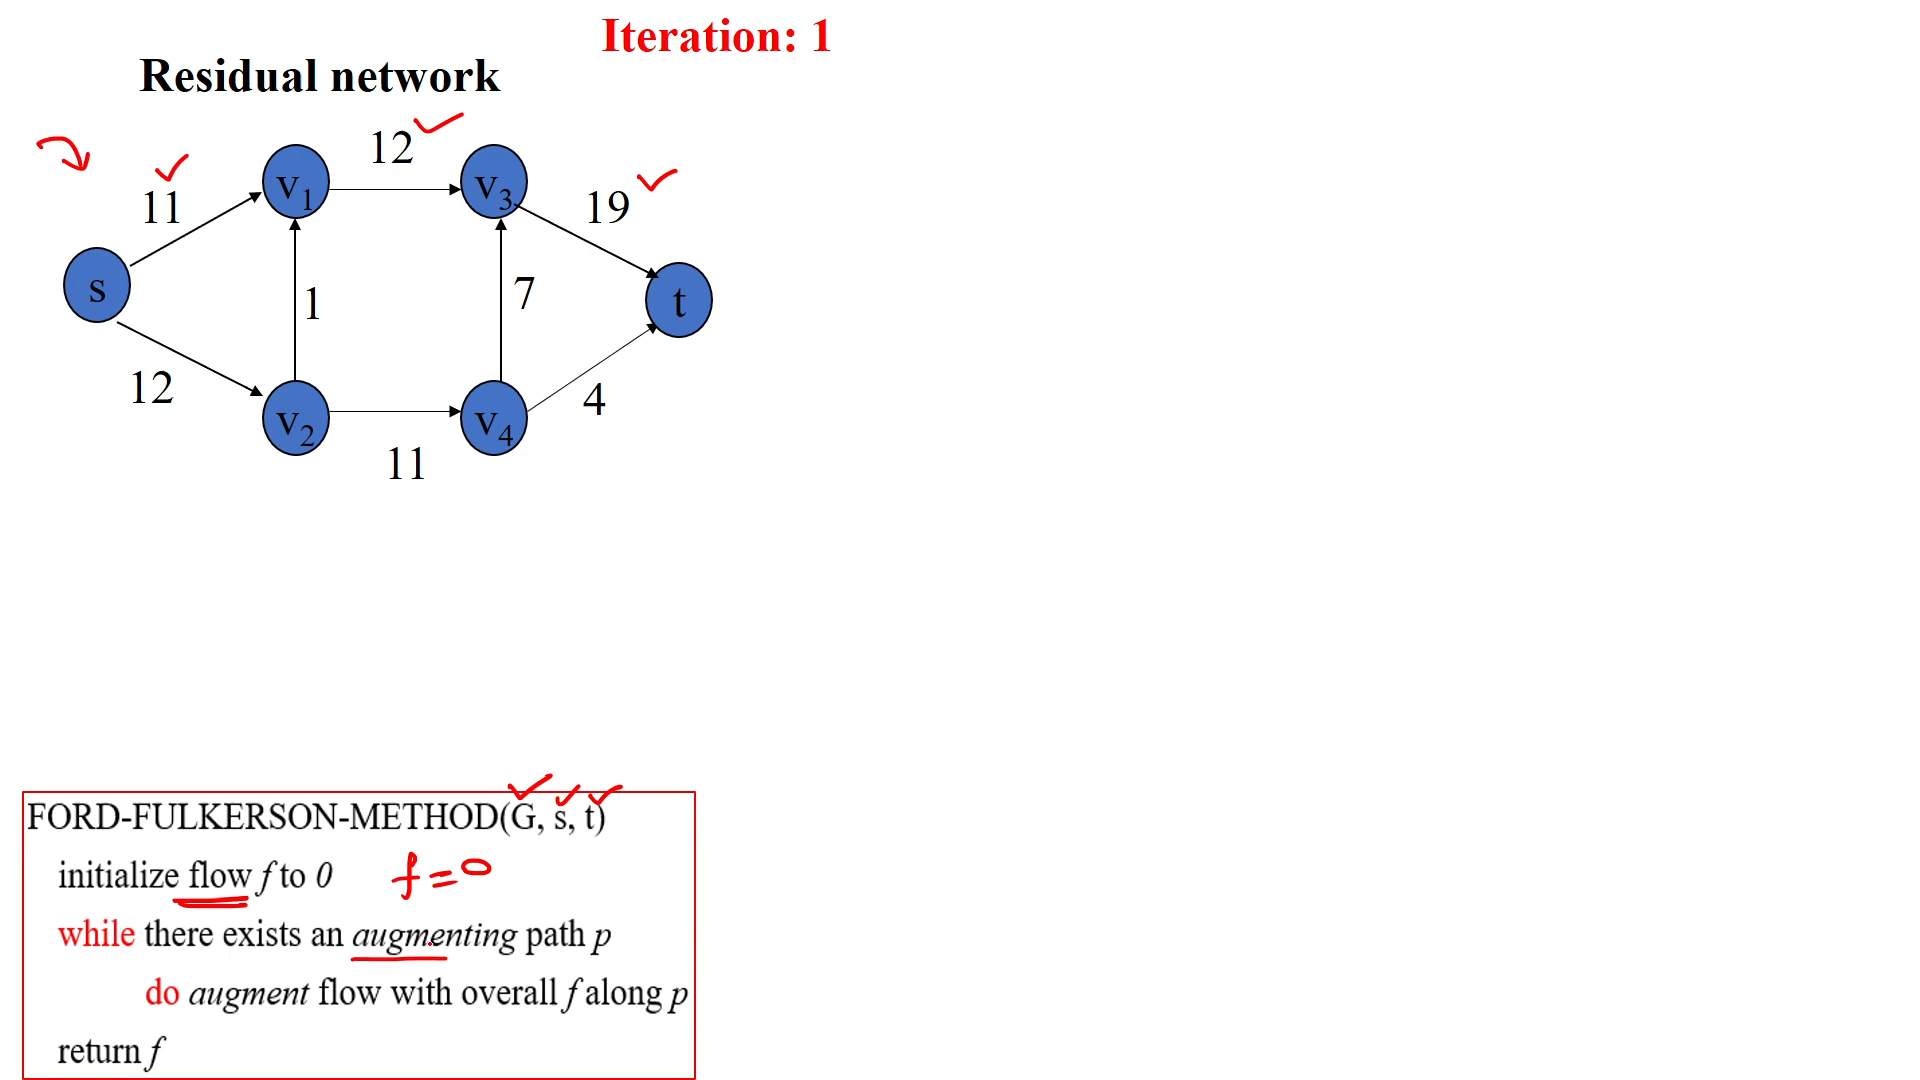 Iteration: 1
Residual network
12
11
19
v1
v3
s
1
7
t
12
4
v2
v4
11
FORD-FULKERSON-METHOD(G, s, t)
initialize flow f to 0 f=0
while there exists an augmenting path p
do augment flow with overall f along p
return f